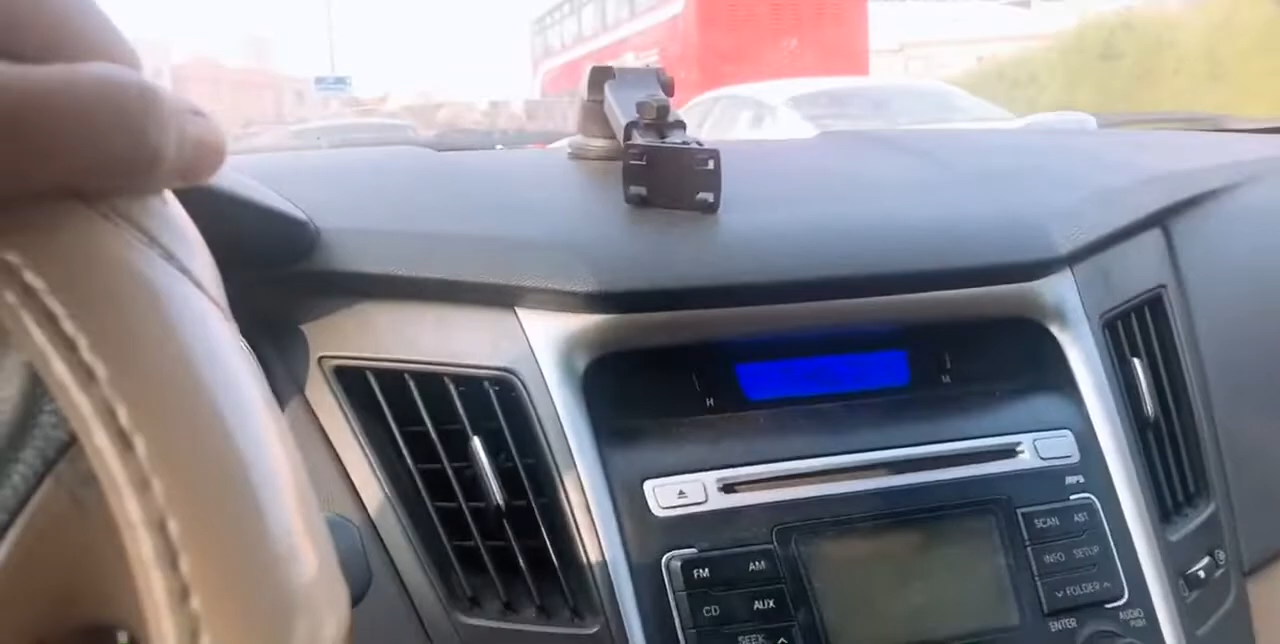 H M
MP3
FM AM
SCAN AST
INFO SETUP
CD AUX
FOLDER
SEEK
ENTER
AUDIO
PUSH